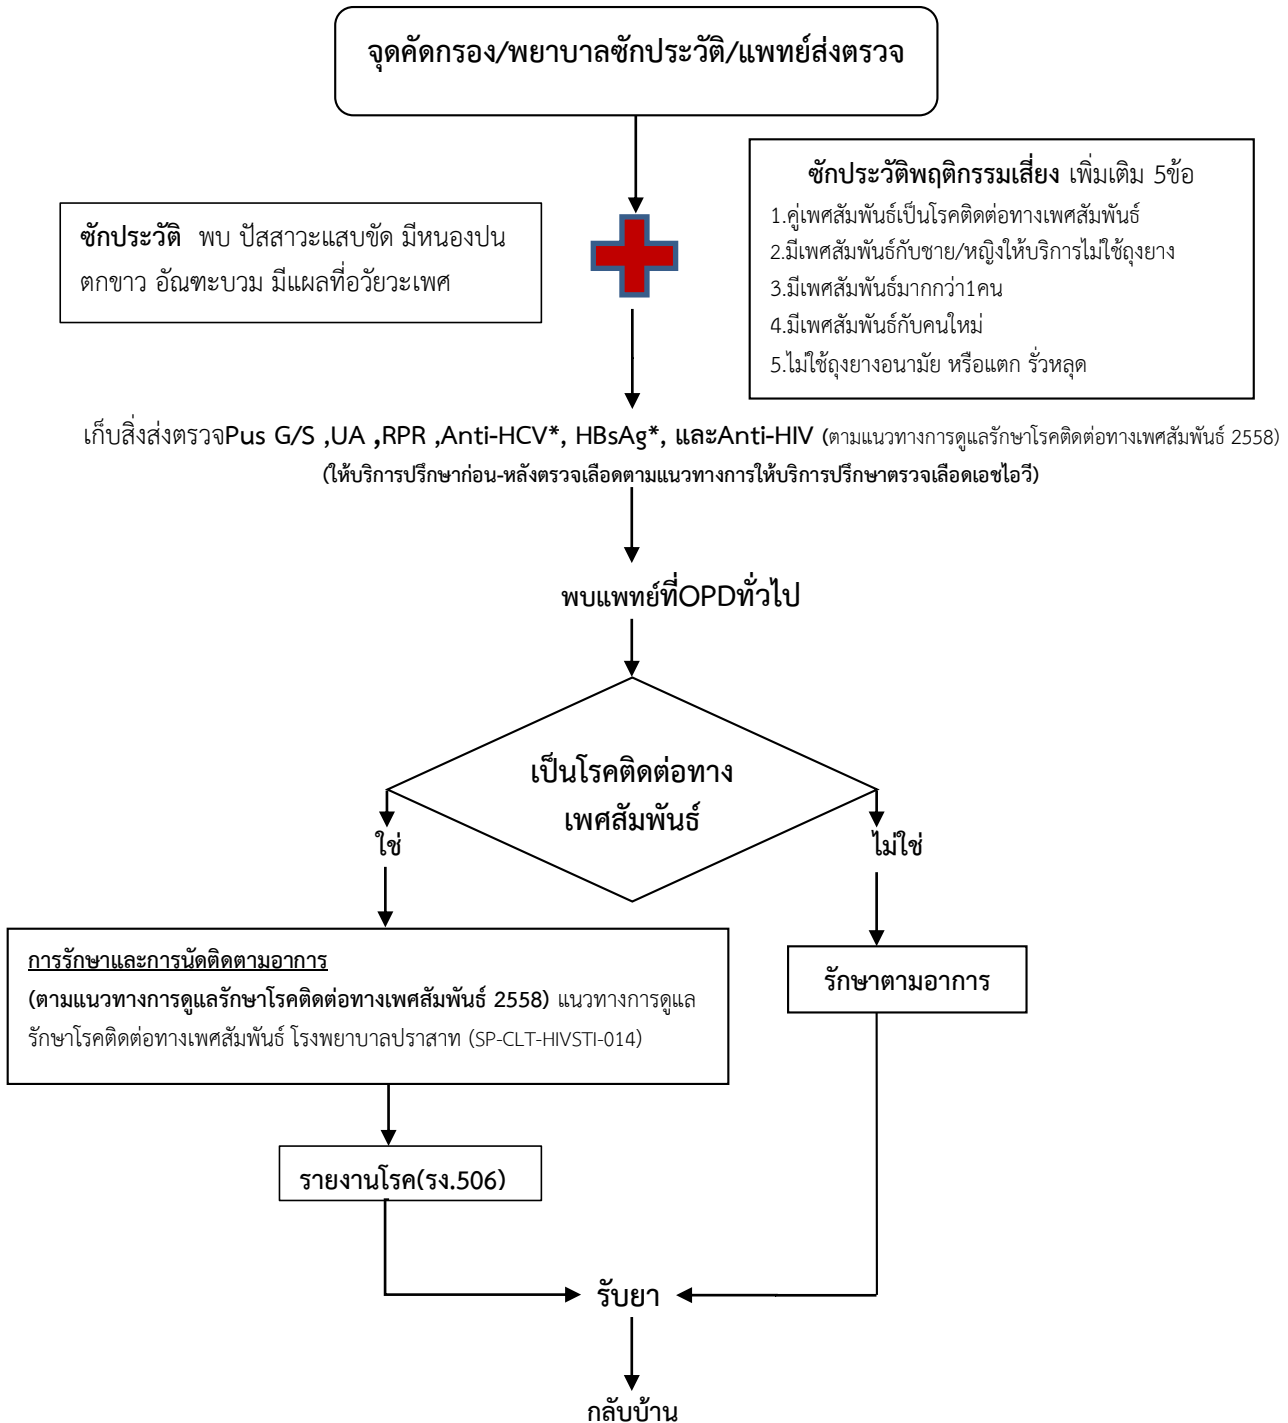 จุดคัดกรอง/พยาบาลซักประวัติ/แพทย์ส่งตรวจ
ซักประวัติ พบ ปัสสาวะแสบขัด มีหนองปน
ตกขาว อัณฑะบวม มีแผลที่อวัยวะเพศ
ซักประวัติพฤติกรรมเสี่ยง เพิ่มเติม 5ข้อ
1.คู่เพศสัมพันธ์เป็นโรคติดต่อทางเพศสัมพันธ์
2.มีเพศสัมพันธ์กับชาย/หญิงให้บริการไม่ใช้ถุงยาง
3.มีเพศสัมพันธ์มากกว่า1คน
4.มีเพศสัมพันธ์กับคนใหม่
5.ไม่ใช้ถุงยางอนามัย หรือแตก รั่วหลุด
เก็บสิ่งส่งตรวจPus G/S ,UA ,RPR ,Anti-HCV*, HBsAg*, และAnti-HIV (ตามแนวทางการดูแลรักษาโรคติดต่อทางเพศสัมพันธ์ 2558)
(ให้บริการปรึกษาก่อน-หลังตรวจเลือดตามแนวทางการให้บริการปรึกษาตรวจเลือดเอชไอวี)
พบแพทย์ที่OPDทั่วไป
เป็นโรคติดต่อทาง
เพศสัมพันธ์
ใช่
ไม่ใช่
การรักษาและการนัดติดตามอาการ
(ตามแนวทางการดูแลรักษาโรคติดต่อทางเพศสัมพันธ์ 2558) แนวทางการดูแล
รักษาโรคติดต่อทางเพศสัมพันธ์ โรงพยาบาลปราสาท (SP-CLT-HIVSTI-014)
รักษาตามอาการ
รายงานโรค(รง.506)
รับยา
กลับบ้าน